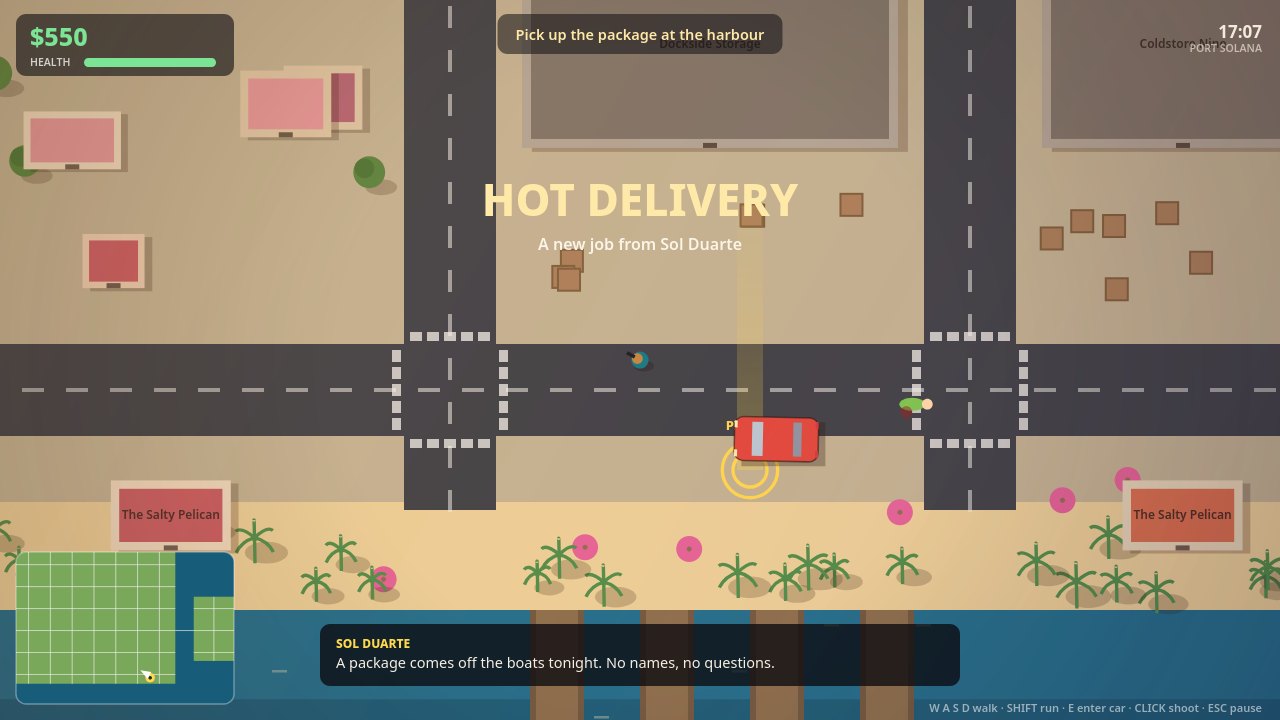 $550
HEALTH
Pick up the package at the harbour
Dockside Storage
17:07
PORT SOLANA
HOT DELIVERY
A new job from Sol Duarte
The Salty Pelican
The Salty Pelican
SOL DUARTE
A package comes off the boats tonight. No names, no questions.
W A S D walk · SHIFT run · E enter car · CLICK shoot · ESC pause